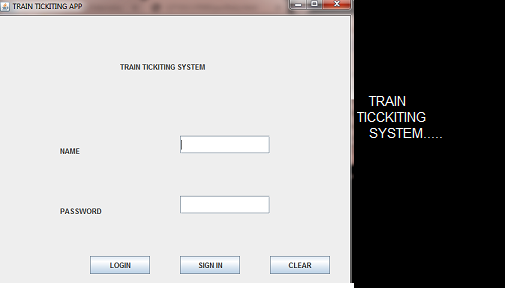 TRAIN TICKITING APP
TRAIN TICKITING SYSTEM
NAME
PASSWORD
LOGIN
SIGN IN
CLEAR
TRAIN
TICCKITING
SYSTEM.....